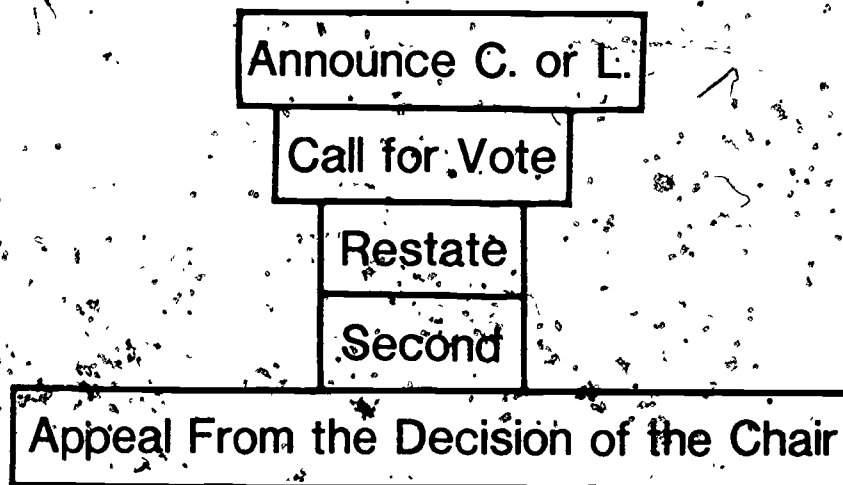 Announce C. or L.
Call for Vote
Restate
Second
Appeal From the Decision of the Chair